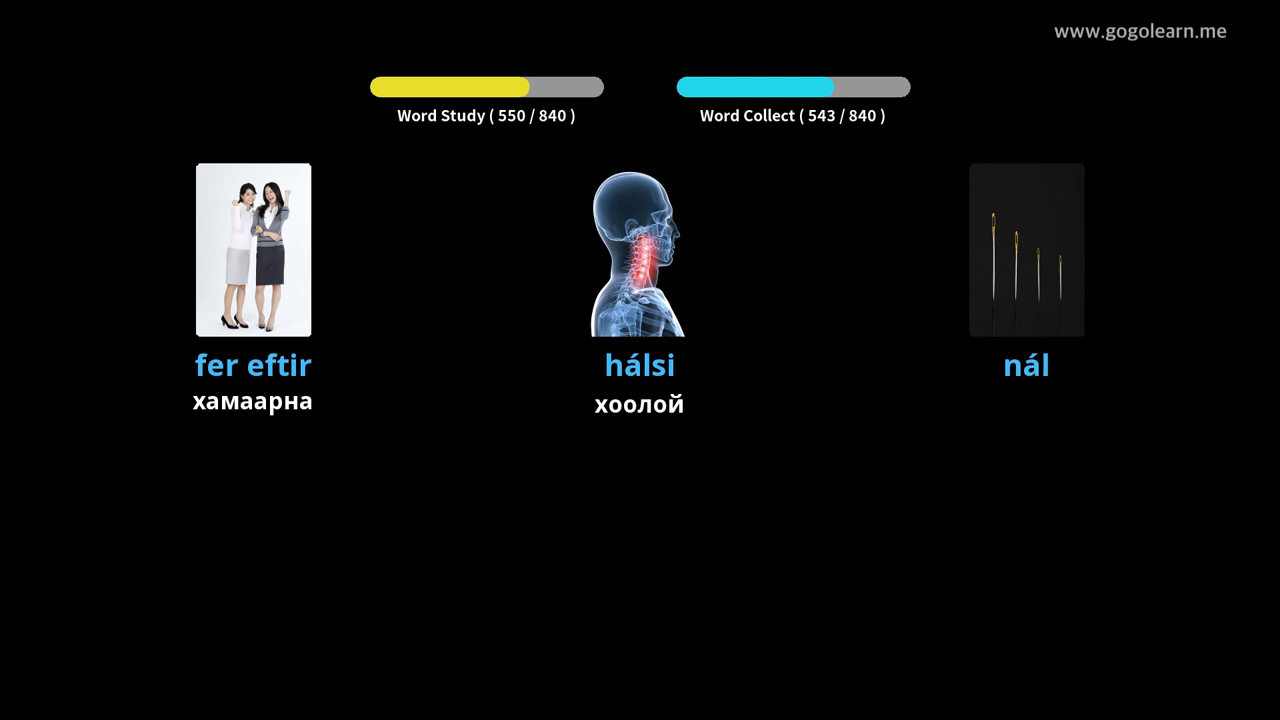 www.gogolearn.me
Word Study ( 550 / 840 )
Word Collect ( 543 / 840 )
fer eftir
хамаарна
hálsi
хоолой
nál